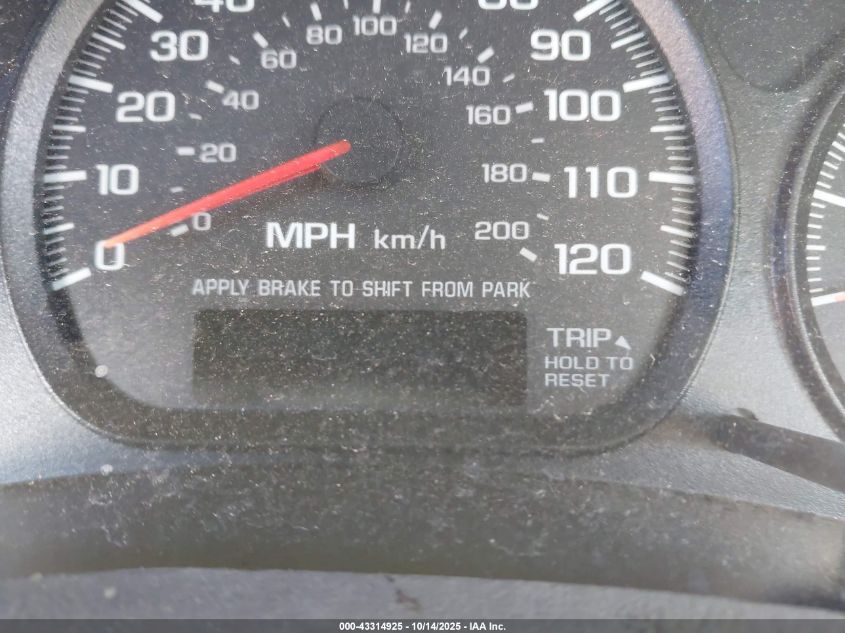 40 80
30 80 100 120 90
60 140
20 40 160 100
20 180 110
10
0 0 MPH km/h 200 120
APPLY BRAKE TO SHIFT FROM PARK
TRIP
HOLD TO
RESET
000-43314925 - 10/14/2025 - IAA Inc.